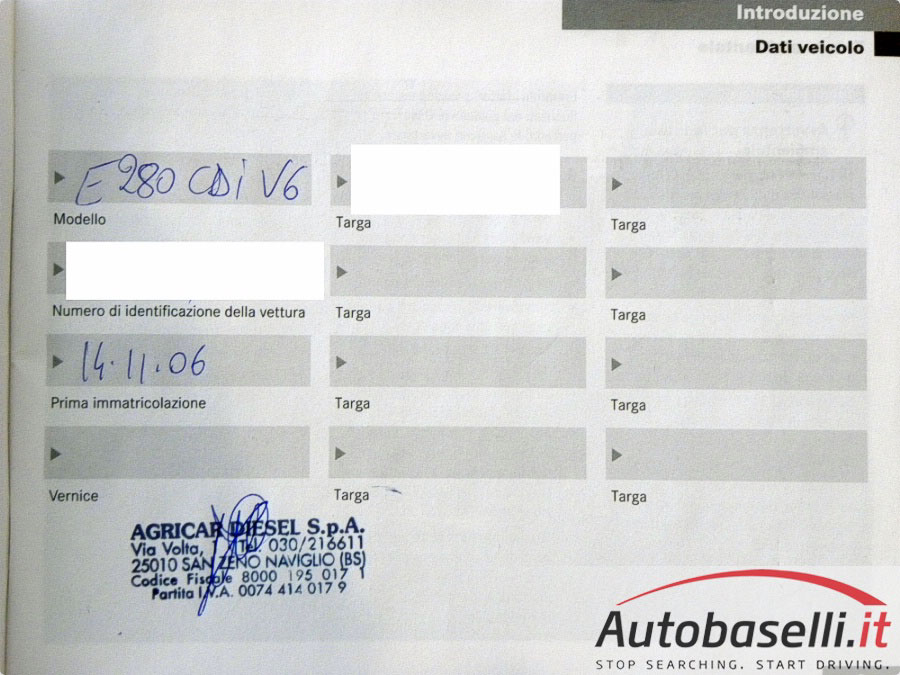 Introduzione
Dati veicolo
E 280 CDI V6
Modello
Targa
Targa
Numero di identificazione della vettura
Targa
Targa
14.11.06
Prima immatricolazione
Targa
Targa
Vernice
Targa
Targa
AGRICAR DIESEL S.p.A.
Via Volta, Tel. 030/216611
25010 SAN ZENO NAVIGLIO (BS)
Codice Fiscale 8000 195 017 1
Partita I.V.A. 0074 414 017 9
Autobaselli.it
STOP SEARCHING. START DRIVING.